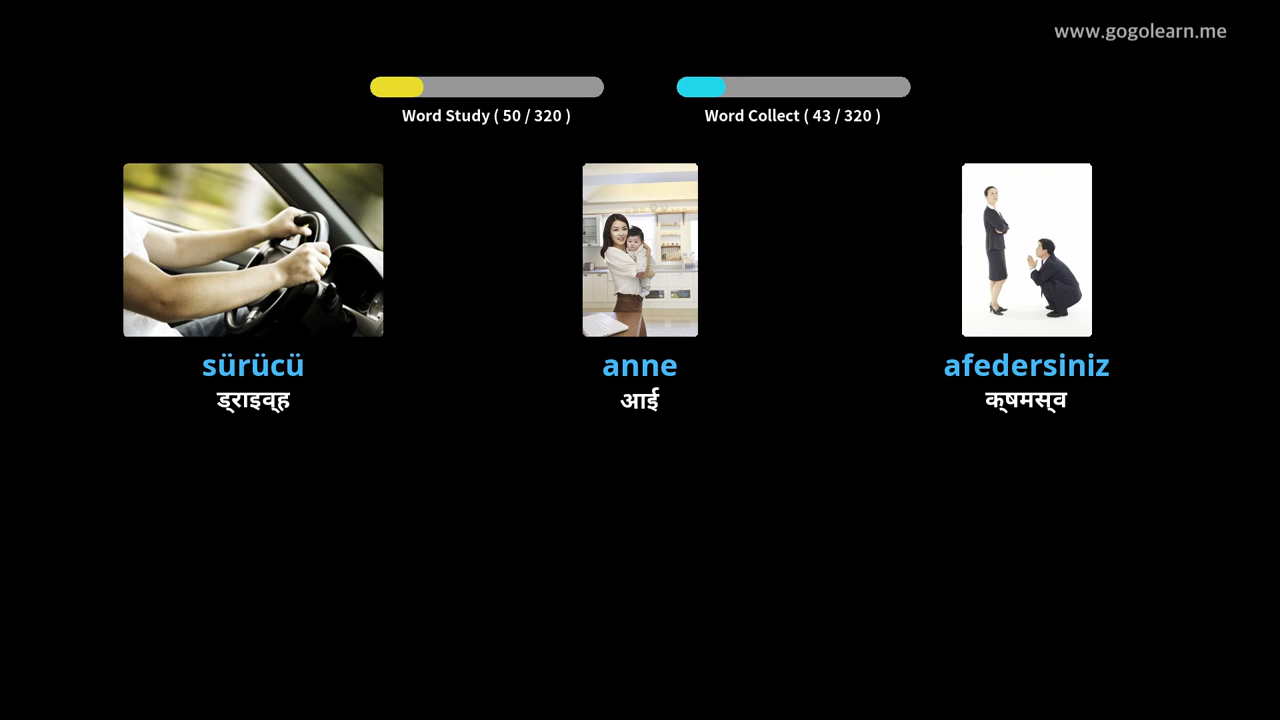 www.gogolearn.me
Word Study ( 50 / 320 )
Word Collect ( 43 / 320 )
sürücü
ड्राइव्ह
anne
आई
afedersiniz
क्षमस्व